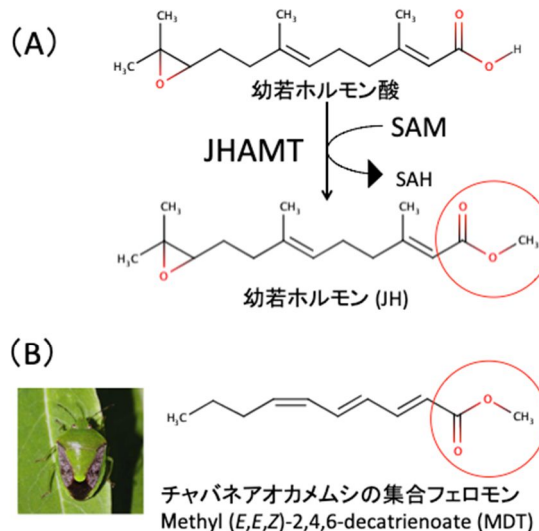 (A)
CH₃
CH₃
O
H₃C
O
O
H
幼若ホルモン酸
JHAMT
SAM
SAH
CH₃
CH₃
CH₃
O
H₃C
O
O
CH₃
幼若ホルモン (JH)
(B)
H₃C
O
CH₃
O
チャバネアオカメムシの集合フェロモン
Methyl (E,E,Z)-2,4,6-decatrienoate (MDT)